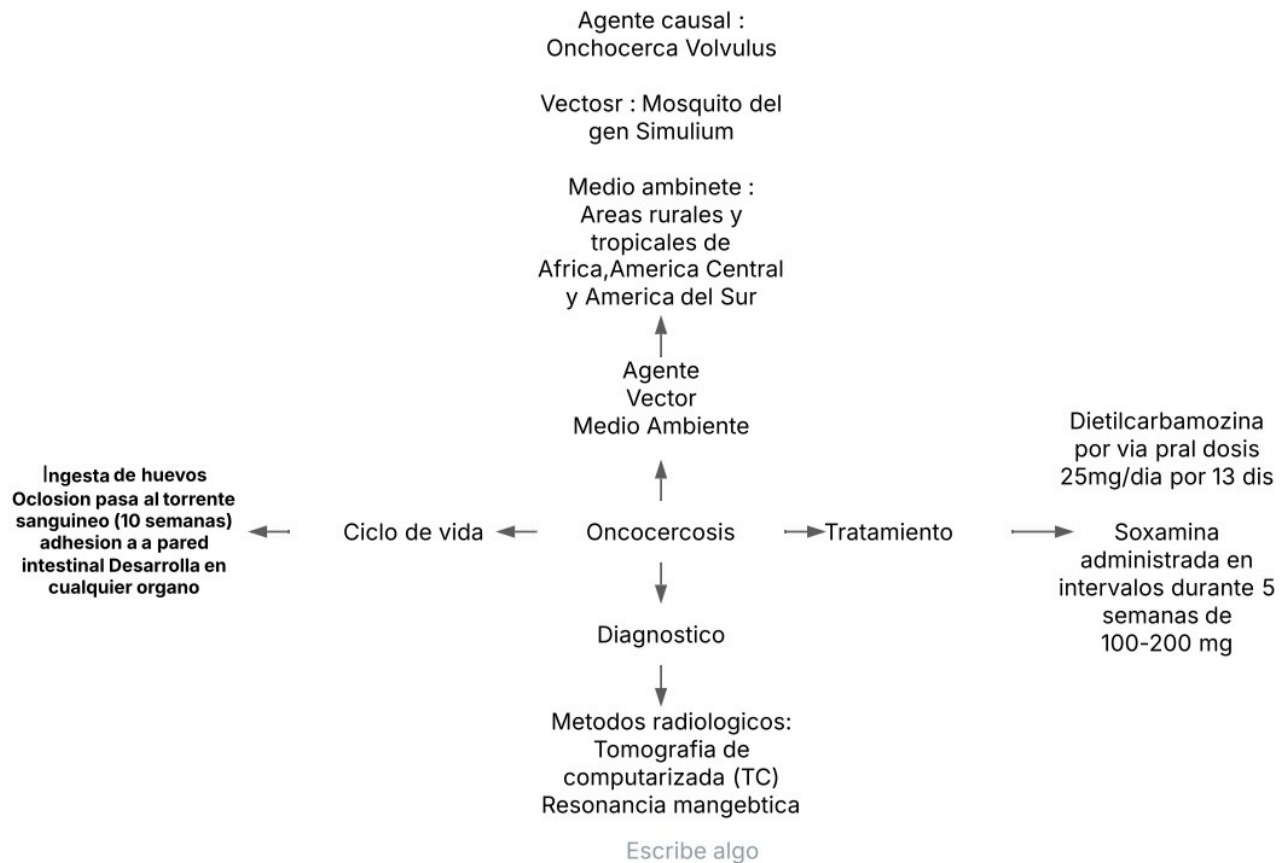 Agente causal :
Onchocerca Volvulus
Vectosr : Mosquito del
gen Simulium
Medio ambinete :
Areas rurales y
tropicales de
Africa,America Central
y America del Sur
Agente
Vector
Medio Ambiente
Ingesta de huevos
Oclosion pasa al torrente
sanguineo (10 semanas)
adhesion a a pared
intestinal Desarrolla en
cualquier organo
Ciclo de vida
Oncocercosis
Tratamiento
Dietilcarbamozina
por via pral dosis
25mg/dia por 13 dis
Soxamina
administrada en
intervalos durante 5
semanas de
100-200 mg
Diagnostico
Metodos radiologicos:
Tomografia de
computarizada (TC)
Resonancia mangebtica
Escribe algo